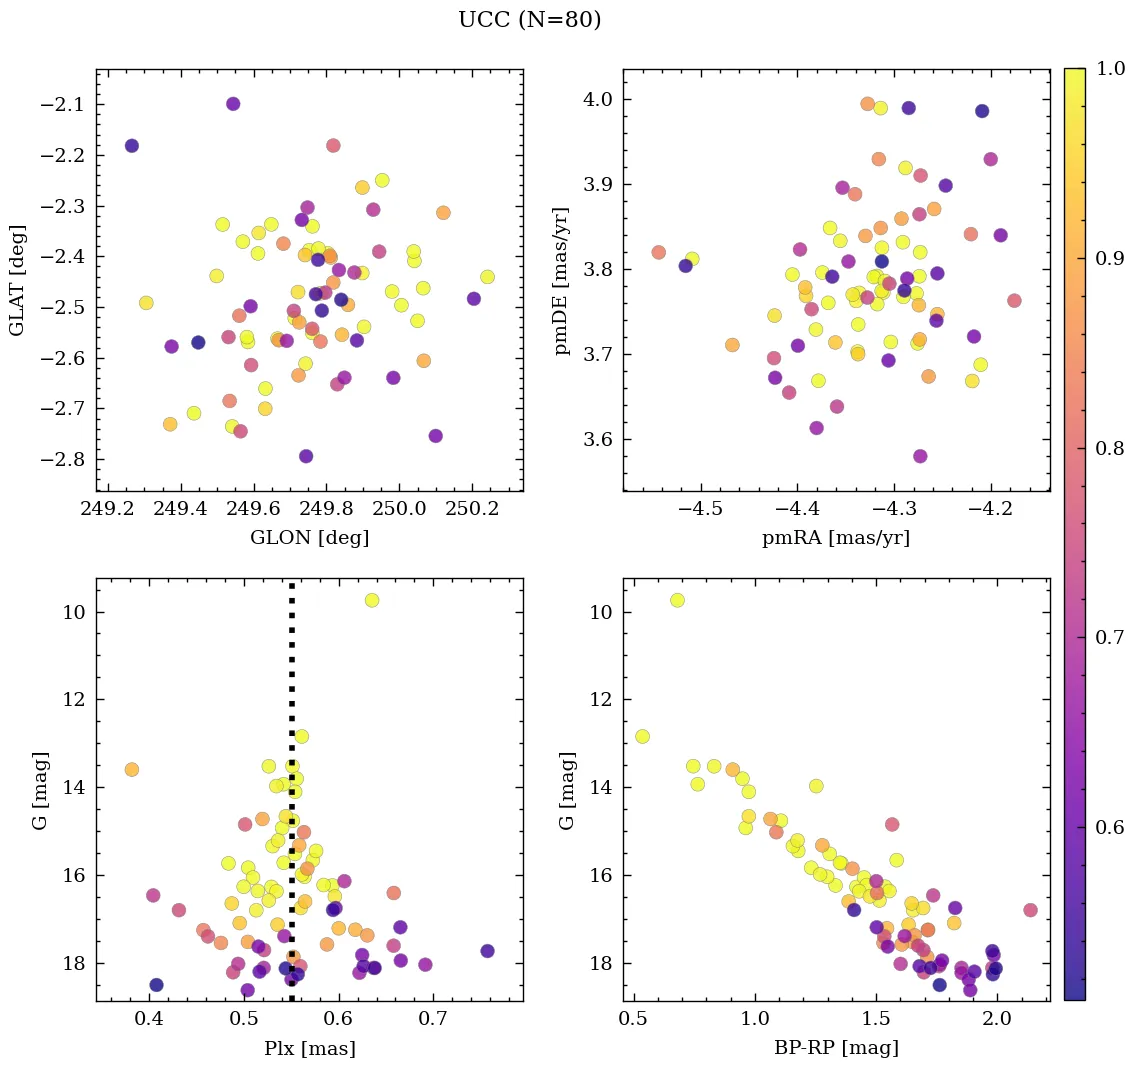 UCC (N=80)
−2.1
−2.2
−2.3
−2.4
−2.5
−2.6
−2.7
−2.8
GLAT [deg]
249.2 249.4 249.6 249.8 250.0 250.2
GLON [deg]
4.0
3.9
3.8
3.7
3.6
pmDE [mas/yr]
−4.5 −4.4 −4.3 −4.2
pmRA [mas/yr]
10
12
14
16
18
G [mag]
0.4 0.5 0.6 0.7
Plx [mas]
10
12
14
16
18
G [mag]
0.5 1.0 1.5 2.0
BP-RP [mag]
1.0
0.9
0.8
0.7
0.6